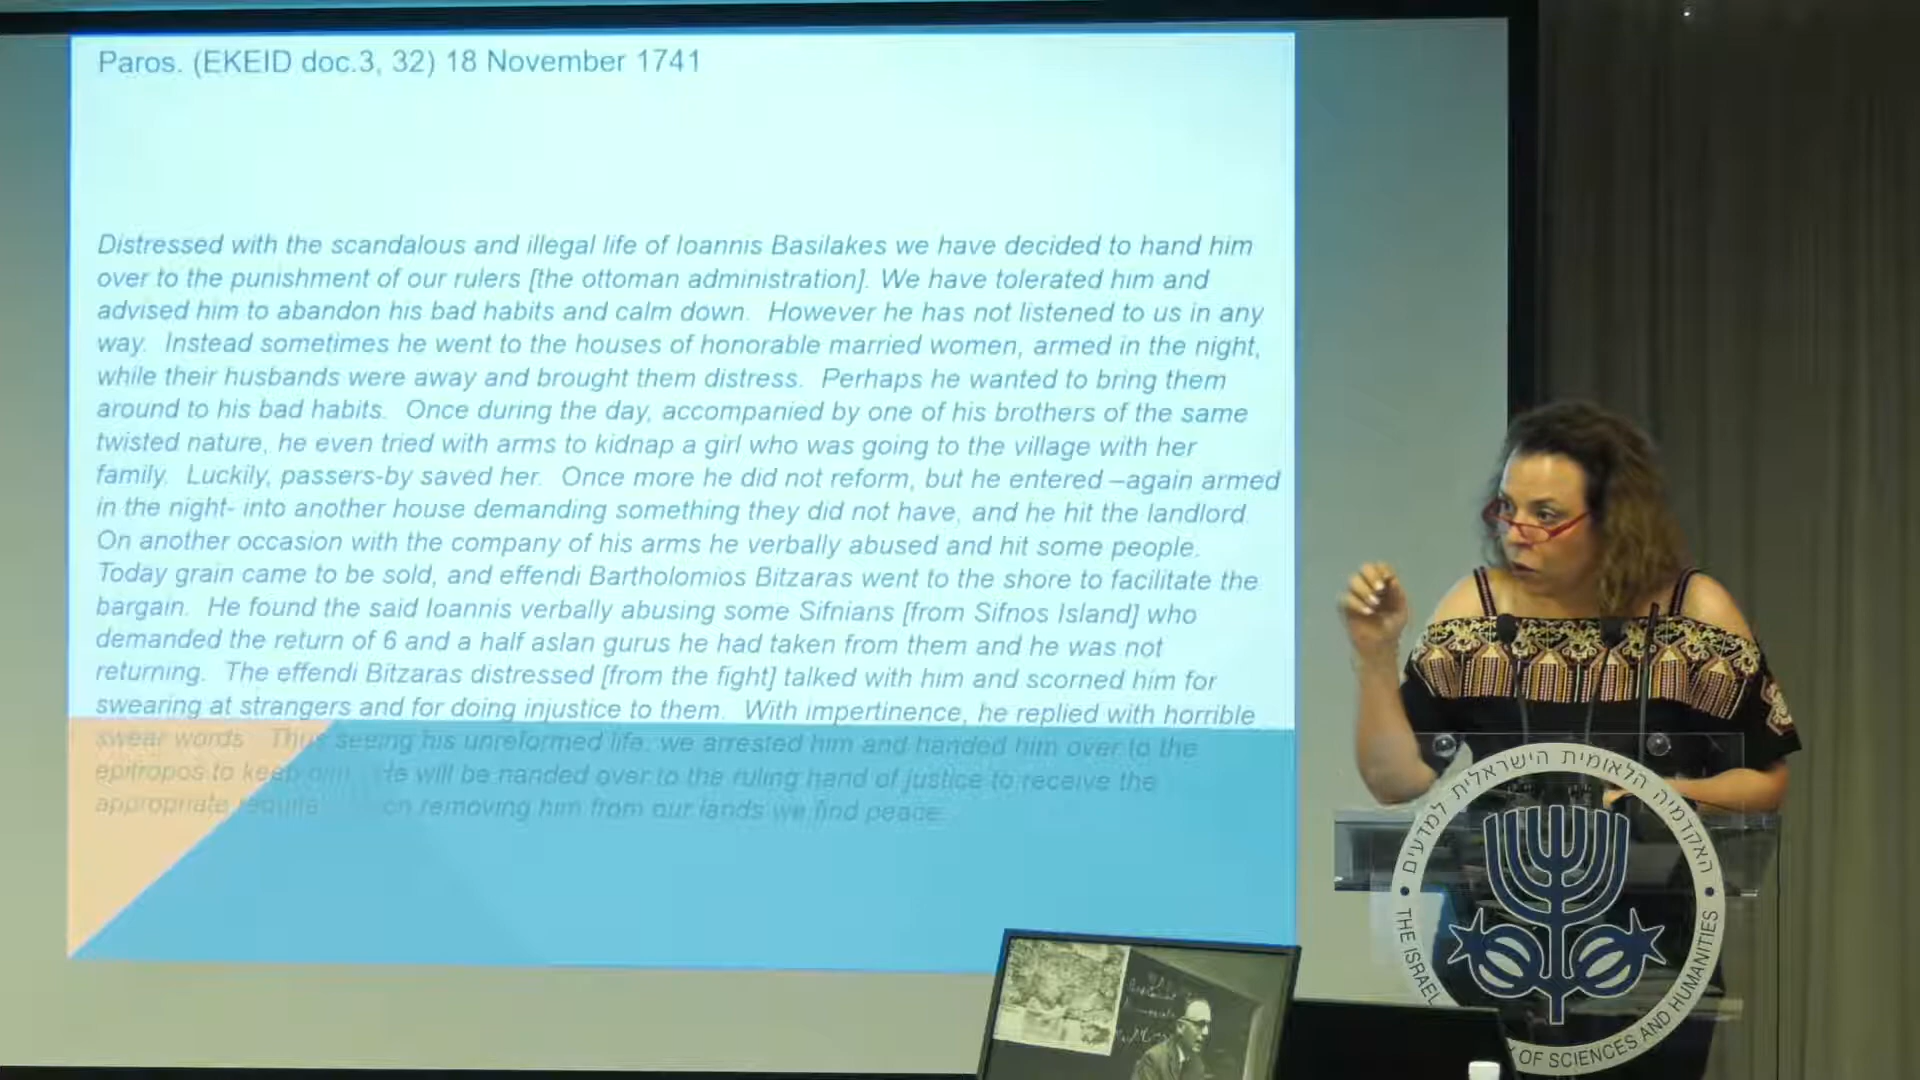 Paros. (EKEID doc.3, 32) 18 November 1741
Distressed with the scandalous and illegal life of Ioannis Basilakes we have decided to hand him
over to the punishment of our rulers [the ottoman administration]. We have tolerated him and
advised him to abandon his bad habits and calm down. However he has not listened to us in any
way. Instead sometimes he went to the houses of honorable married women, armed in the night,
while their husbands were away and brought them distress. Perhaps he wanted to bring them
around to his bad habits. Once during the day, accompanied by one of his brothers of the same
twisted nature, he even tried with arms to kidnap a girl who was going to the village with her
family. Luckily, passers-by saved her. Once more he did not reform, but he entered –again armed
in the night- into another house demanding something they did not have, and he hit the landlord.
On another occasion with the company of his arms he verbally abused and hit some people.
Today grain came to be sold, and effendi Bartholomios Bitzaras went to the shore to facilitate the
bargain. He found the said Ioannis verbally abusing some Sifnians [from Sifnos Island] who
demanded the return of 6 and a half aslan gurus he had taken from them and he was not
returning. The effendi Bitzaras distressed [from the fight] talked with him and scorned him for
swearing at strangers and for doing injustice to them. With impertinence, he replied with horrible
swear words. Thus seeing his unreformed life, we arrested him and handed him over to the
epitropos to keep him. He will be handed over to the ruling hand of justice to receive the
appropriate on removing him from our lands we find peace.
האקדמיה הלאומית הישראלית למדעים
THE ISRAEL Y OF SCIENCES AND HUMANITIES